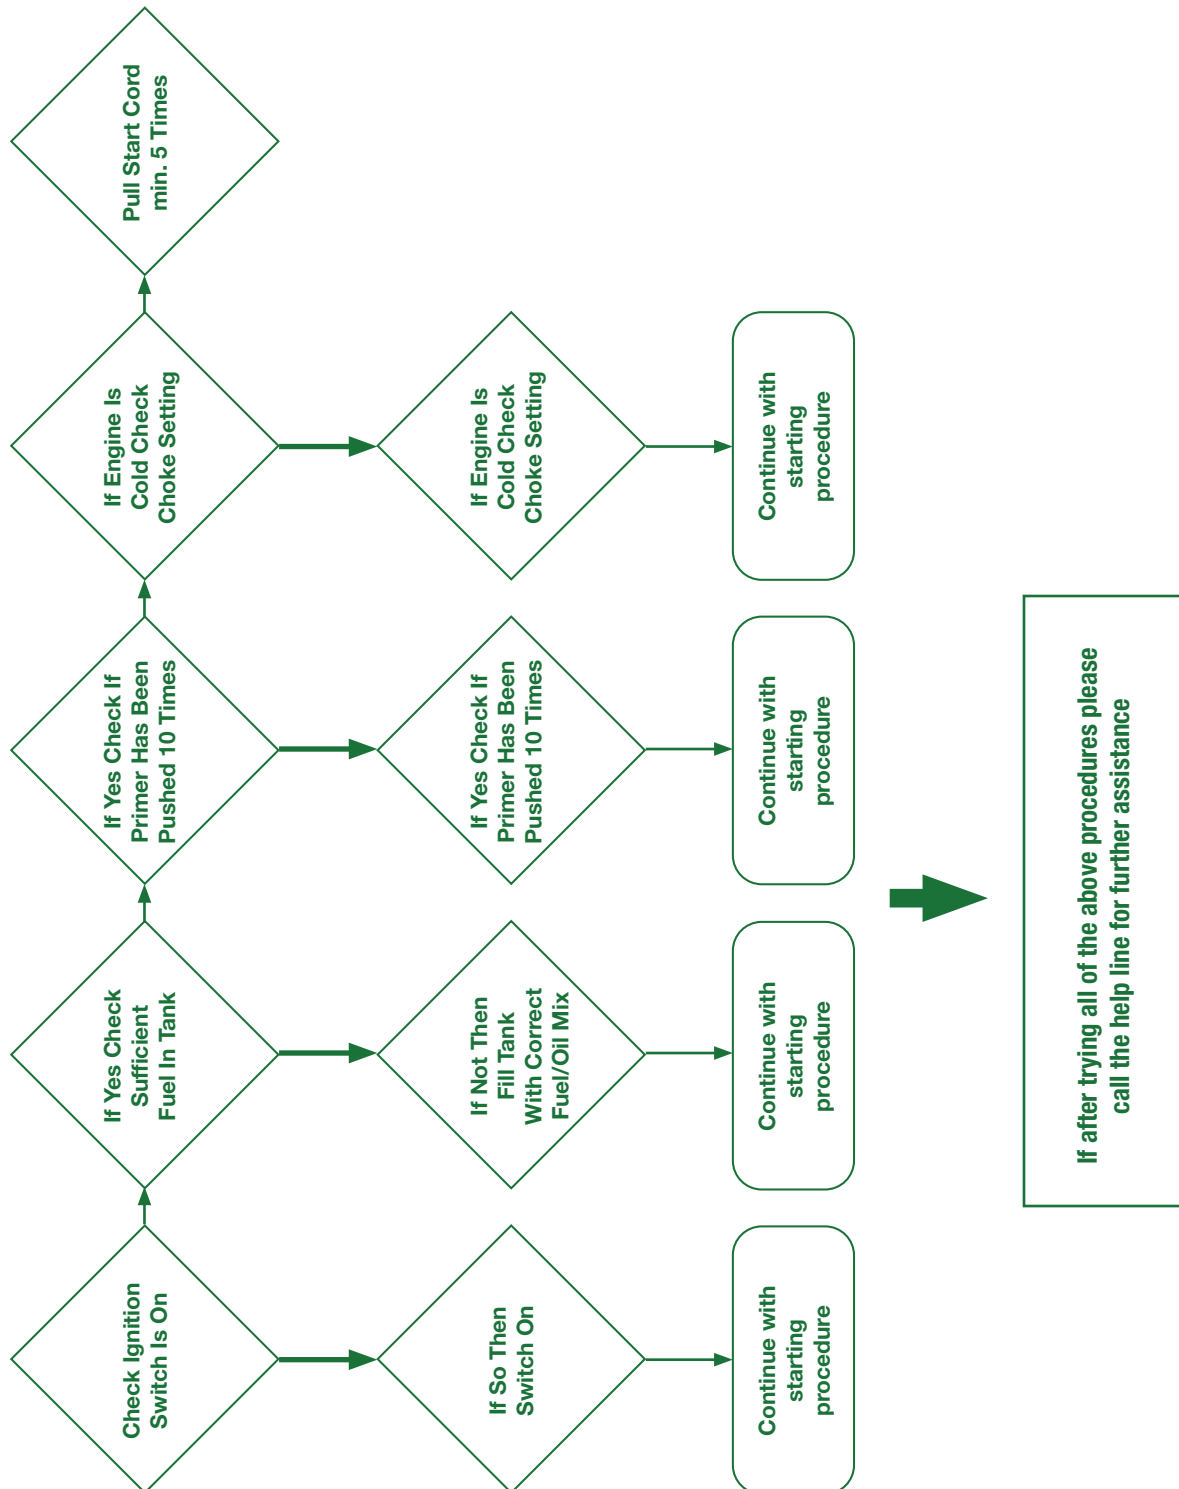 Check Ignition
Switch Is On
If Yes Check
Sufficient
Fuel In Tank
If Yes Check If
Primer Has Been
Pushed 10 Times
If Engine Is
Cold Check
Choke Setting
Pull Start Cord
min. 5 Times
If So Then
Switch On
If Not Then
Fill Tank
With Correct
Fuel/Oil Mix
If Yes Check If
Primer Has Been
Pushed 10 Times
If Engine Is
Cold Check
Choke Setting
Continue with
starting
procedure
Continue with
starting
procedure
Continue with
starting
procedure
Continue with
starting
procedure
If after trying all of the above procedures please
call the help line for further assistance